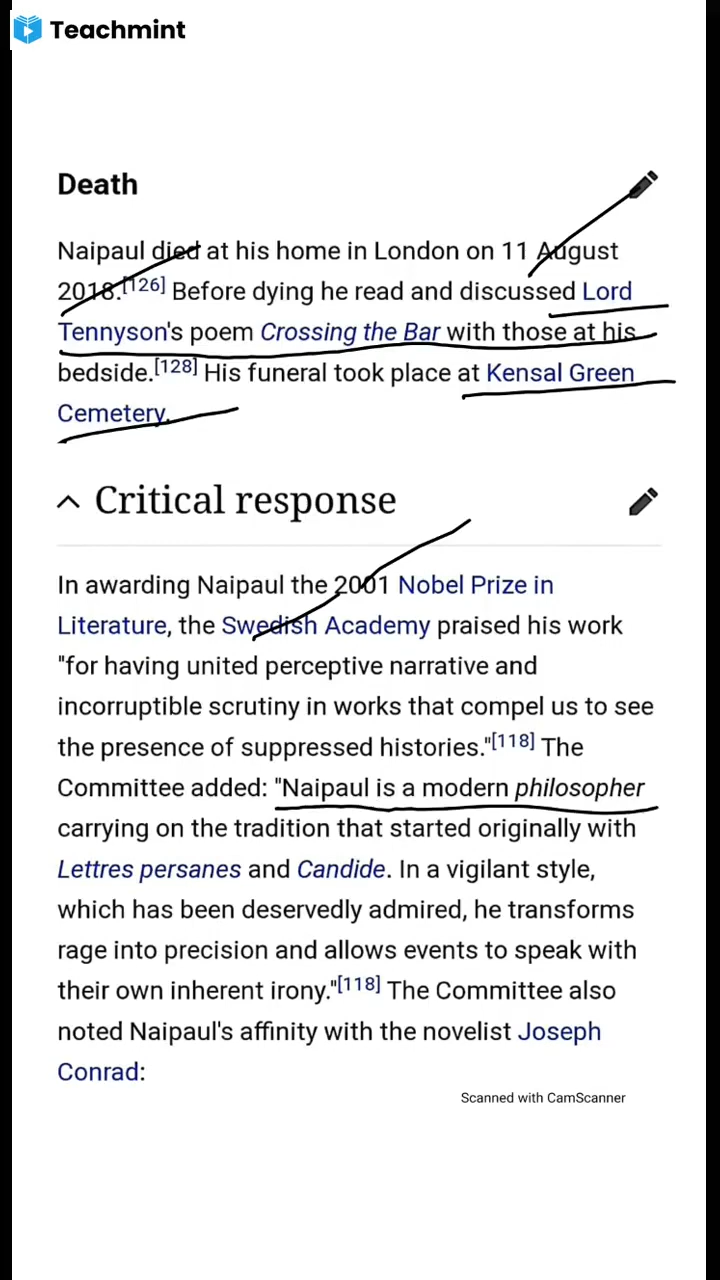 Teachmint
Death
Naipaul died at his home in London on 11 August
2018.[126] Before dying he read and discussed Lord
Tennyson's poem Crossing the Bar with those at his
bedside.[128] His funeral took place at Kensal Green
Cemetery.
Critical response
In awarding Naipaul the 2001 Nobel Prize in
Literature, the Swedish Academy praised his work
"for having united perceptive narrative and
incorruptible scrutiny in works that compel us to see
the presence of suppressed histories."[118] The
Committee added: "Naipaul is a modern philosopher
carrying on the tradition that started originally with
Lettres persanes and Candide. In a vigilant style,
which has been deservedly admired, he transforms
rage into precision and allows events to speak with
their own inherent irony."[118] The Committee also
noted Naipaul's affinity with the novelist Joseph
Conrad:
Scanned with CamScanner